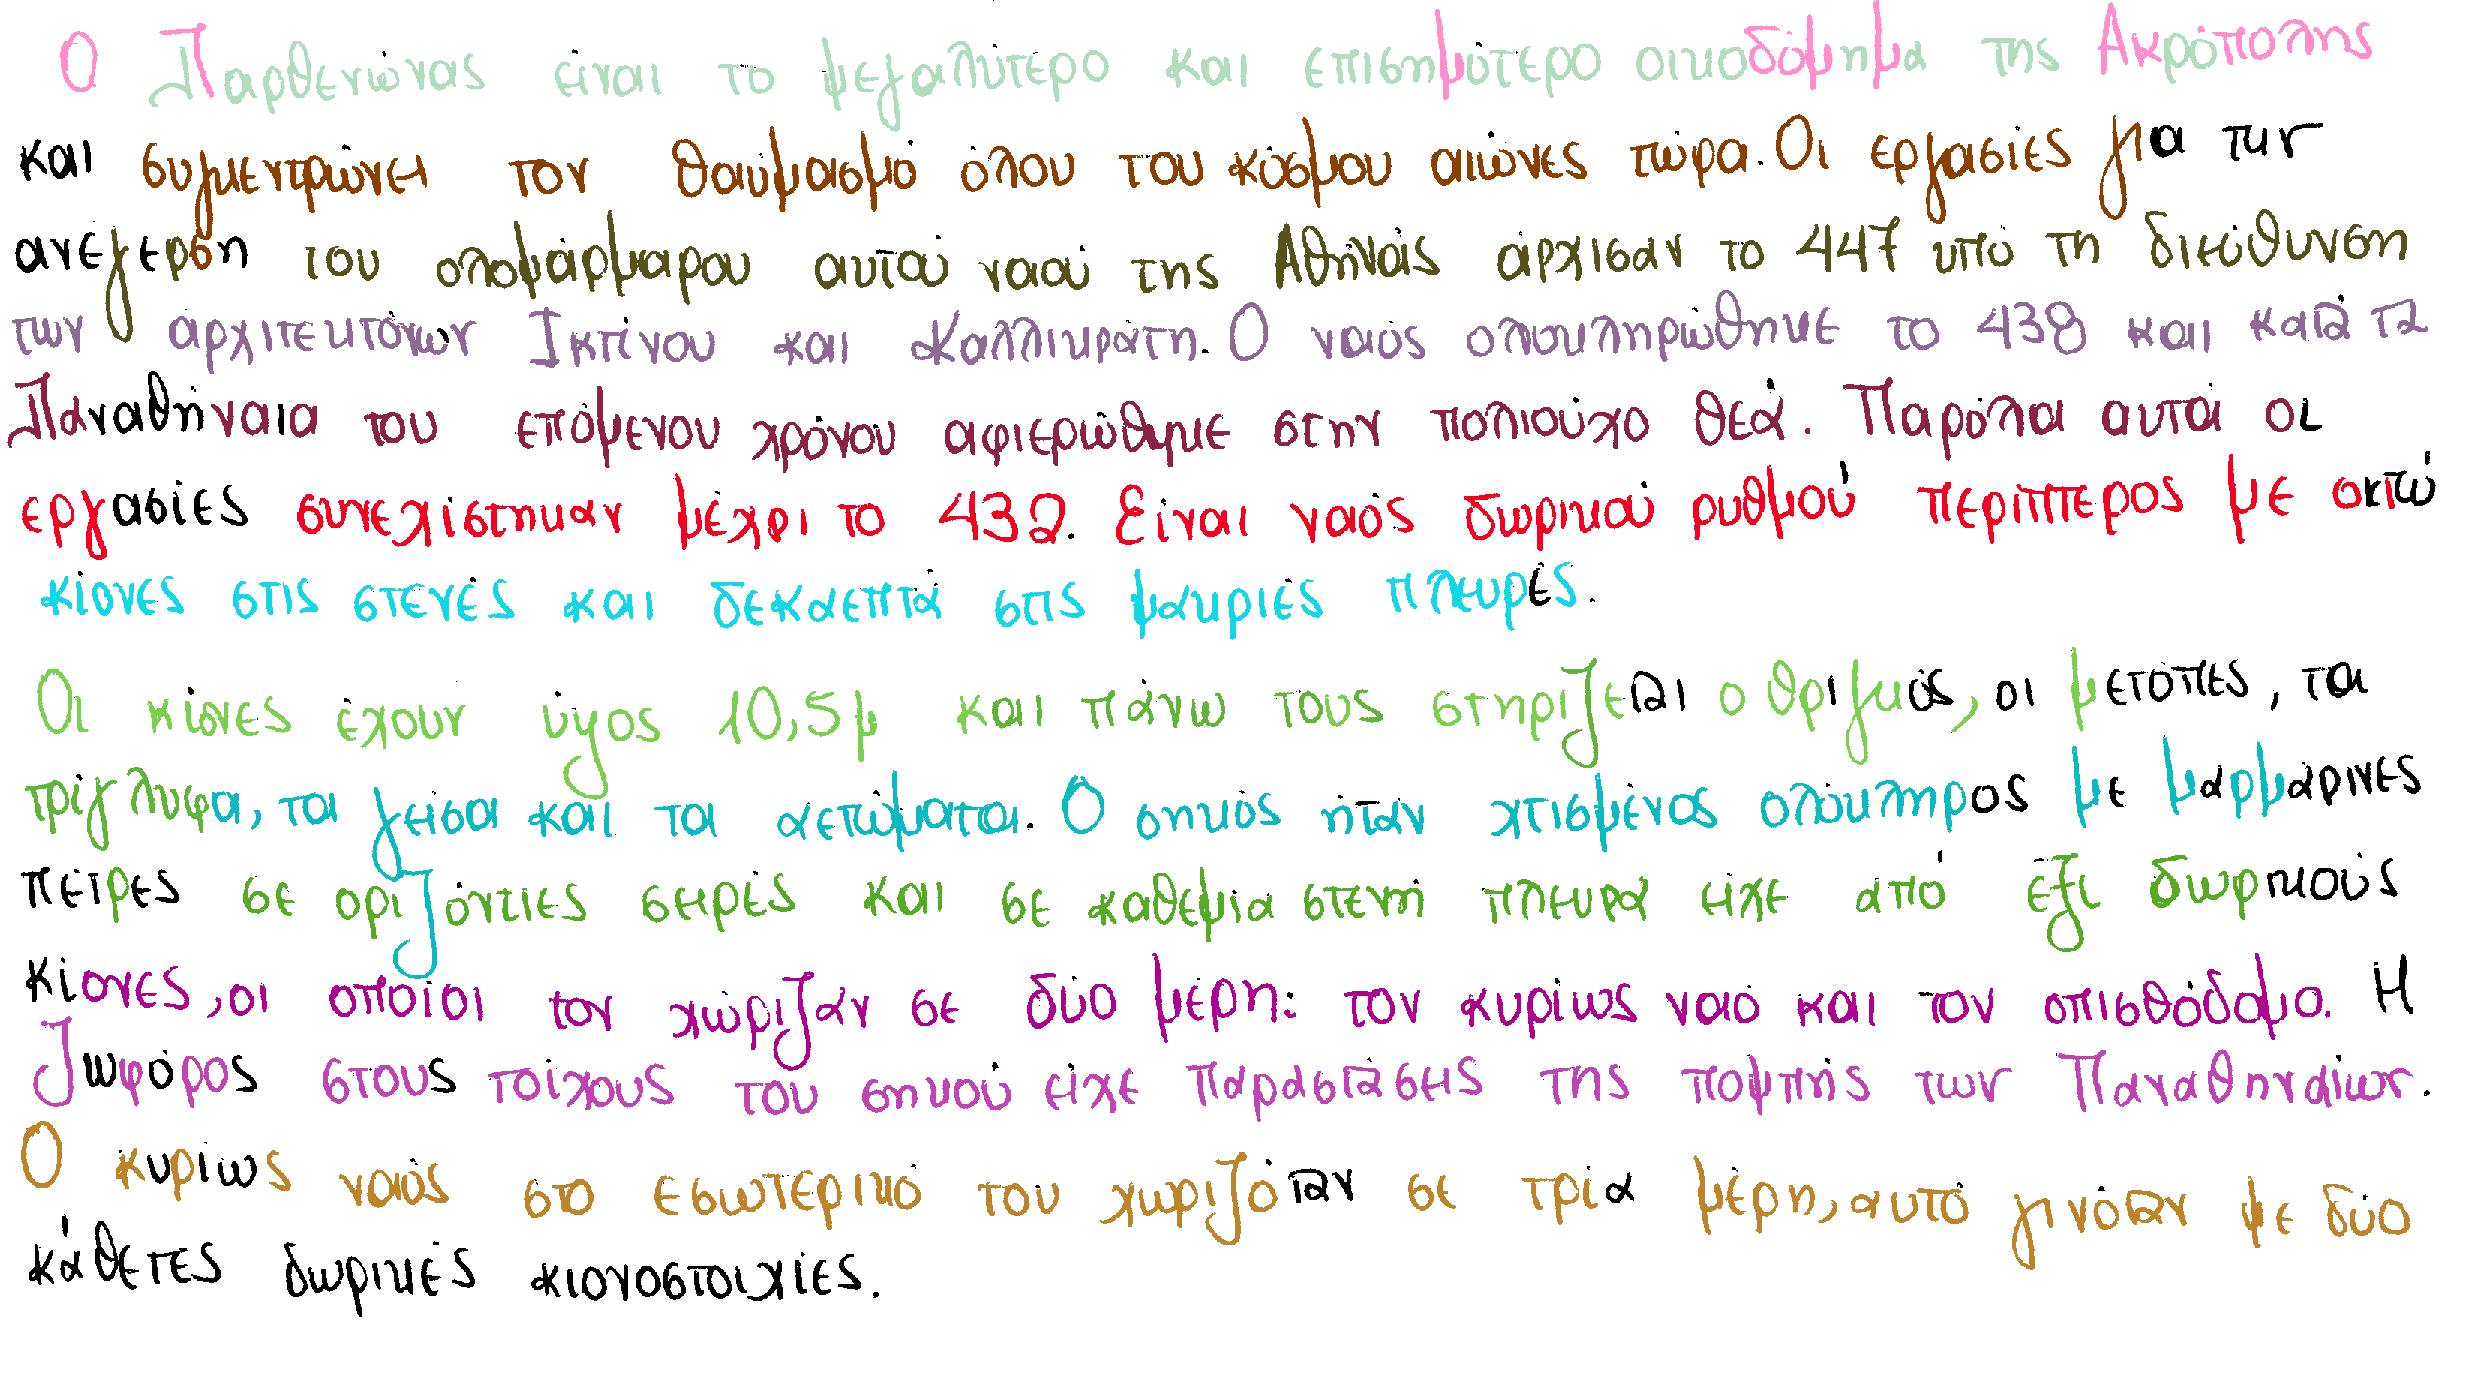 Ο Παρθενώνας είναι το μεγαλύτερο και επισημότερο οικοδόμημα της Ακρόπολης
και συγκεντρώνει τον θαυμασμό όλου του κόσμου αιώνες τώρα. Οι εργασίες για την
ανέγερση του ολομάρμαρου αυτού ναού της Αθηνάς άρχισαν το 447 υπό τη διεύθυνση
των αρχιτεκτόνων Ικτίνου και Καλλικράτη. Ο ναός ολοκληρώθηκε το 438 και κατά τα
Παναθήναια του επόμενου χρόνου αφιερώθηκε στην πολιούχο θεά. Παρόλα αυτά οι
εργασίες συνεχίστηκαν μέχρι το 432. Είναι ναός δωρικού ρυθμού περίπτερος με οκτώ
κίονες στις στενές και δεκαεπτά στις μακριές πλευρές.
Οι κίονες έχουν ύψος 10,5μ και πάνω τους στηρίζεται ο θριγκός, οι μετόπες, τα
τρίγλυφα, τα γείσα και τα αετώματα. Ο σηκός ήταν χτισμένος ολόκληρος με μαρμάρινες
πέτρες σε οριζόντιες σειρές και σε καθεμία στενή πλευρά είχε από έξι δωρικούς
κίονες, οι οποίοι τον χώριζαν σε δύο μέρη: τον κυρίως ναό και τον οπισθόδομο. Η
ζωφόρος στους τοίχους του σηκού είχε παραστάσεις της πομπής των Παναθηναίων.
Ο κυρίως ναός στο εσωτερικό του χωριζόταν σε τρία μέρη, αυτό γινόταν με δύο
κάθετες δωρικές κιονοστοιχίες.